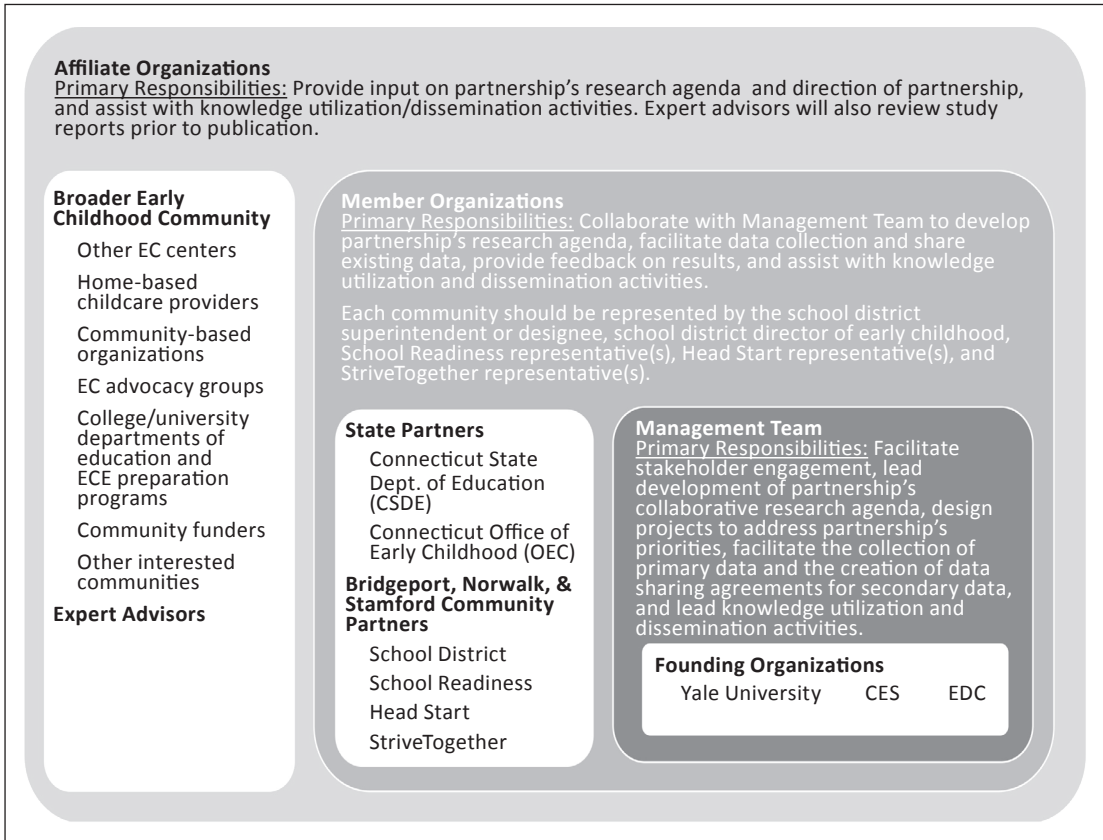 Affiliate Organizations
Primary Responsibilities: Provide input on partnership's research agenda and direction of partnership,
and assist with knowledge utilization/dissemination activities. Expert advisors will also review study
reports prior to publication.
Broader Early
Childhood Community
Other EC centers
Home-based
childcare providers
Community-based
organizations
EC advocacy groups
College/university
departments of
education and
ECE preparation
programs
Community funders
Other interested
communities
Expert Advisors
Member Organizations
Primary Responsibilities: Collaborate with Management Team to develop
partnership's research agenda, facilitate data collection and share
existing data, provide feedback on results, and assist with knowledge
utilization and dissemination activities.
Each community should be represented by the school district
superintendent or designee, school district director of early childhood,
School Readiness representative(s), Head Start representative(s), and
StriveTogether representative(s).
State Partners
Connecticut State
Dept. of Education
(CSDE)
Connecticut Office of
Early Childhood (OEC)
Bridgeport, Norwalk, &
Stamford Community
Partners
School District
School Readiness
Head Start
StriveTogether
Management Team
Primary Responsibilities: Facilitate
stakeholder engagement, lead
development of partnership's
collaborative research agenda, design
projects to address partnership's
priorities, facilitate the collection of
primary data and the creation of data
sharing agreements for secondary data,
and lead knowledge utilization and
dissemination activities.
Founding Organizations
Yale University CES EDC